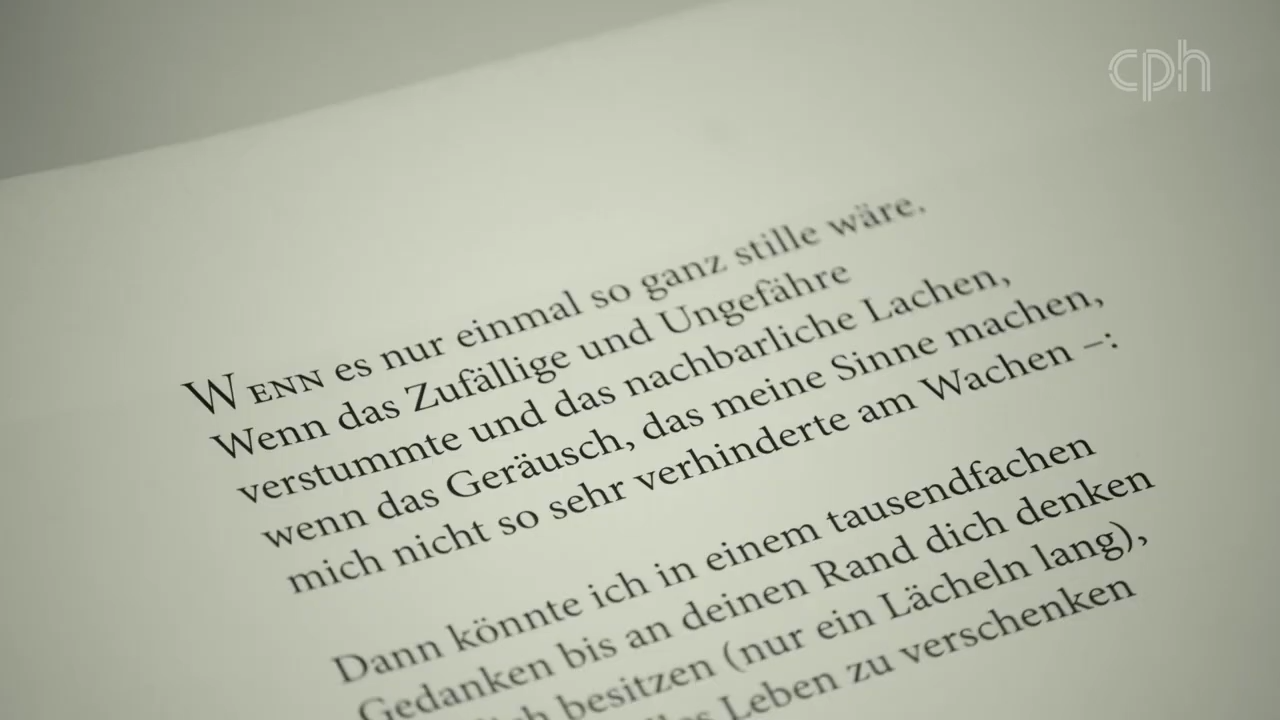 cph
WENN es nur einmal so ganz stille wäre.
Wenn das Zufällige und Ungefähre
verstummte und das nachbarliche Lachen,
wenn das Geräusch, das meine Sinne machen,
mich nicht so sehr verhinderte am Wachen –:
Dann könnte ich in einem tausendfachen
Gedanken bis an deinen Rand dich denken
besitzen (nur ein Lächeln lang),
Leben zu verschenken